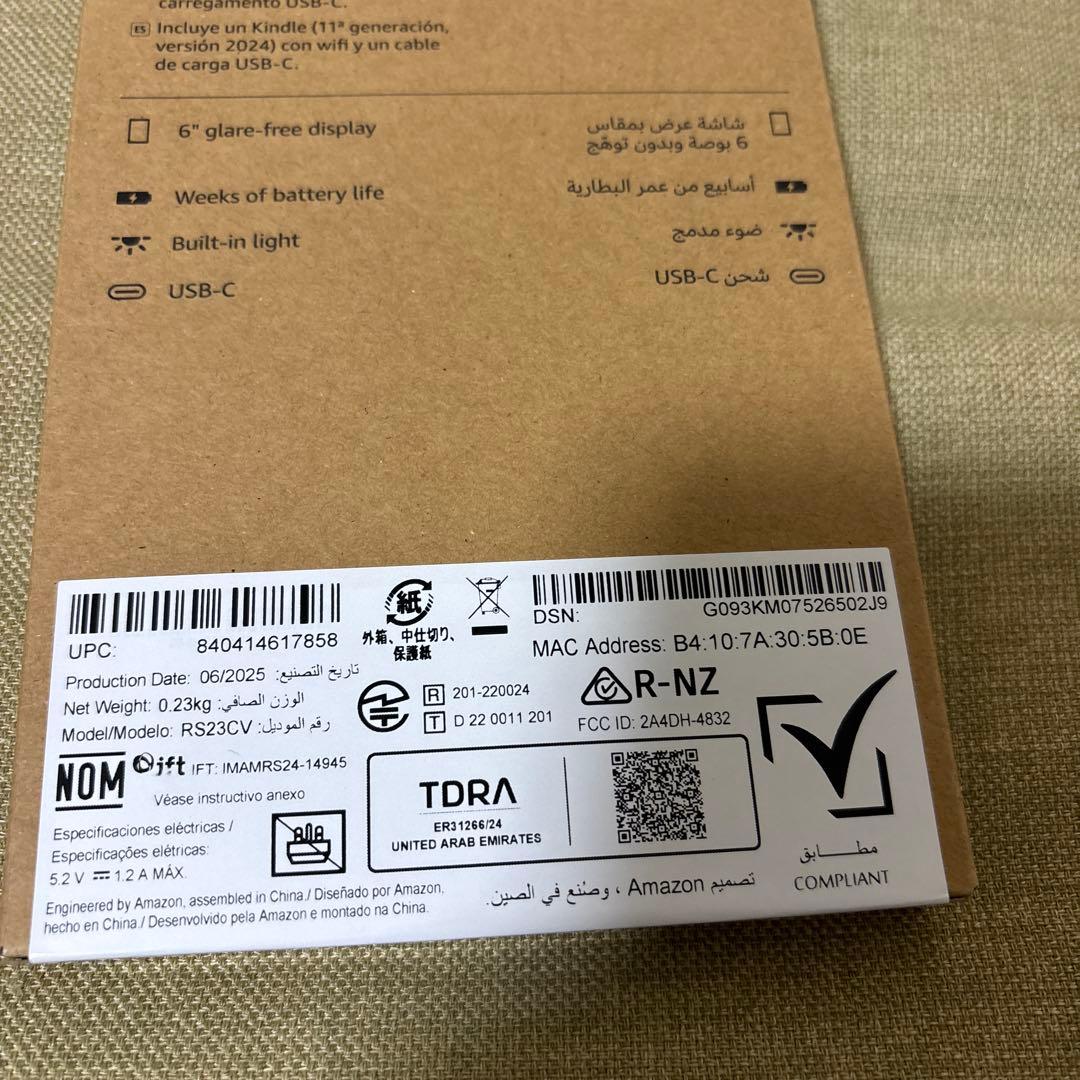 carregamento USB-C.
ES Incluye un Kindle (11ª generación,
versión 2024) con wifi y un cable
de carga USB-C.
6" glare-free display
شاشة عرض بمقاس
6 بوصة وبدون توهّج
Weeks of battery life
أسابيع من عمر البطارية
Built-in light
ضوء مدمج
USB-C
شحن USB-C
UPC: 840414617858
紙
外箱、中仕切り、
保護紙
DSN: G093KM07526502J9
MAC Address: B4:10:7A:30:5B:0E
Production Date: 06/2025 تاريخ التصنيع:
Net Weight: 0.23kg الوزن الصافي:
Model/Modelo: RS23CV رقم الموديل:
R 201-220024
T D 22 0011 201
R-NZ
FCC ID: 2A4DH-4832
NOM
ift IFT: IMAMRS24-14945
Véase instructivo anexo
Especificaciones eléctricas /
Especificações elétricas:
5.2 V ⎓ 1.2 A MÁX.
TDRA
ER31266/24
UNITED ARAB EMIRATES
مطابق
COMPLIANT
Engineered by Amazon, assembled in China./ Diseñado por Amazon,
hecho en China./ Desenvolvido pela Amazon e montado na China.
تصميم Amazon ، وصُنع في الصين.